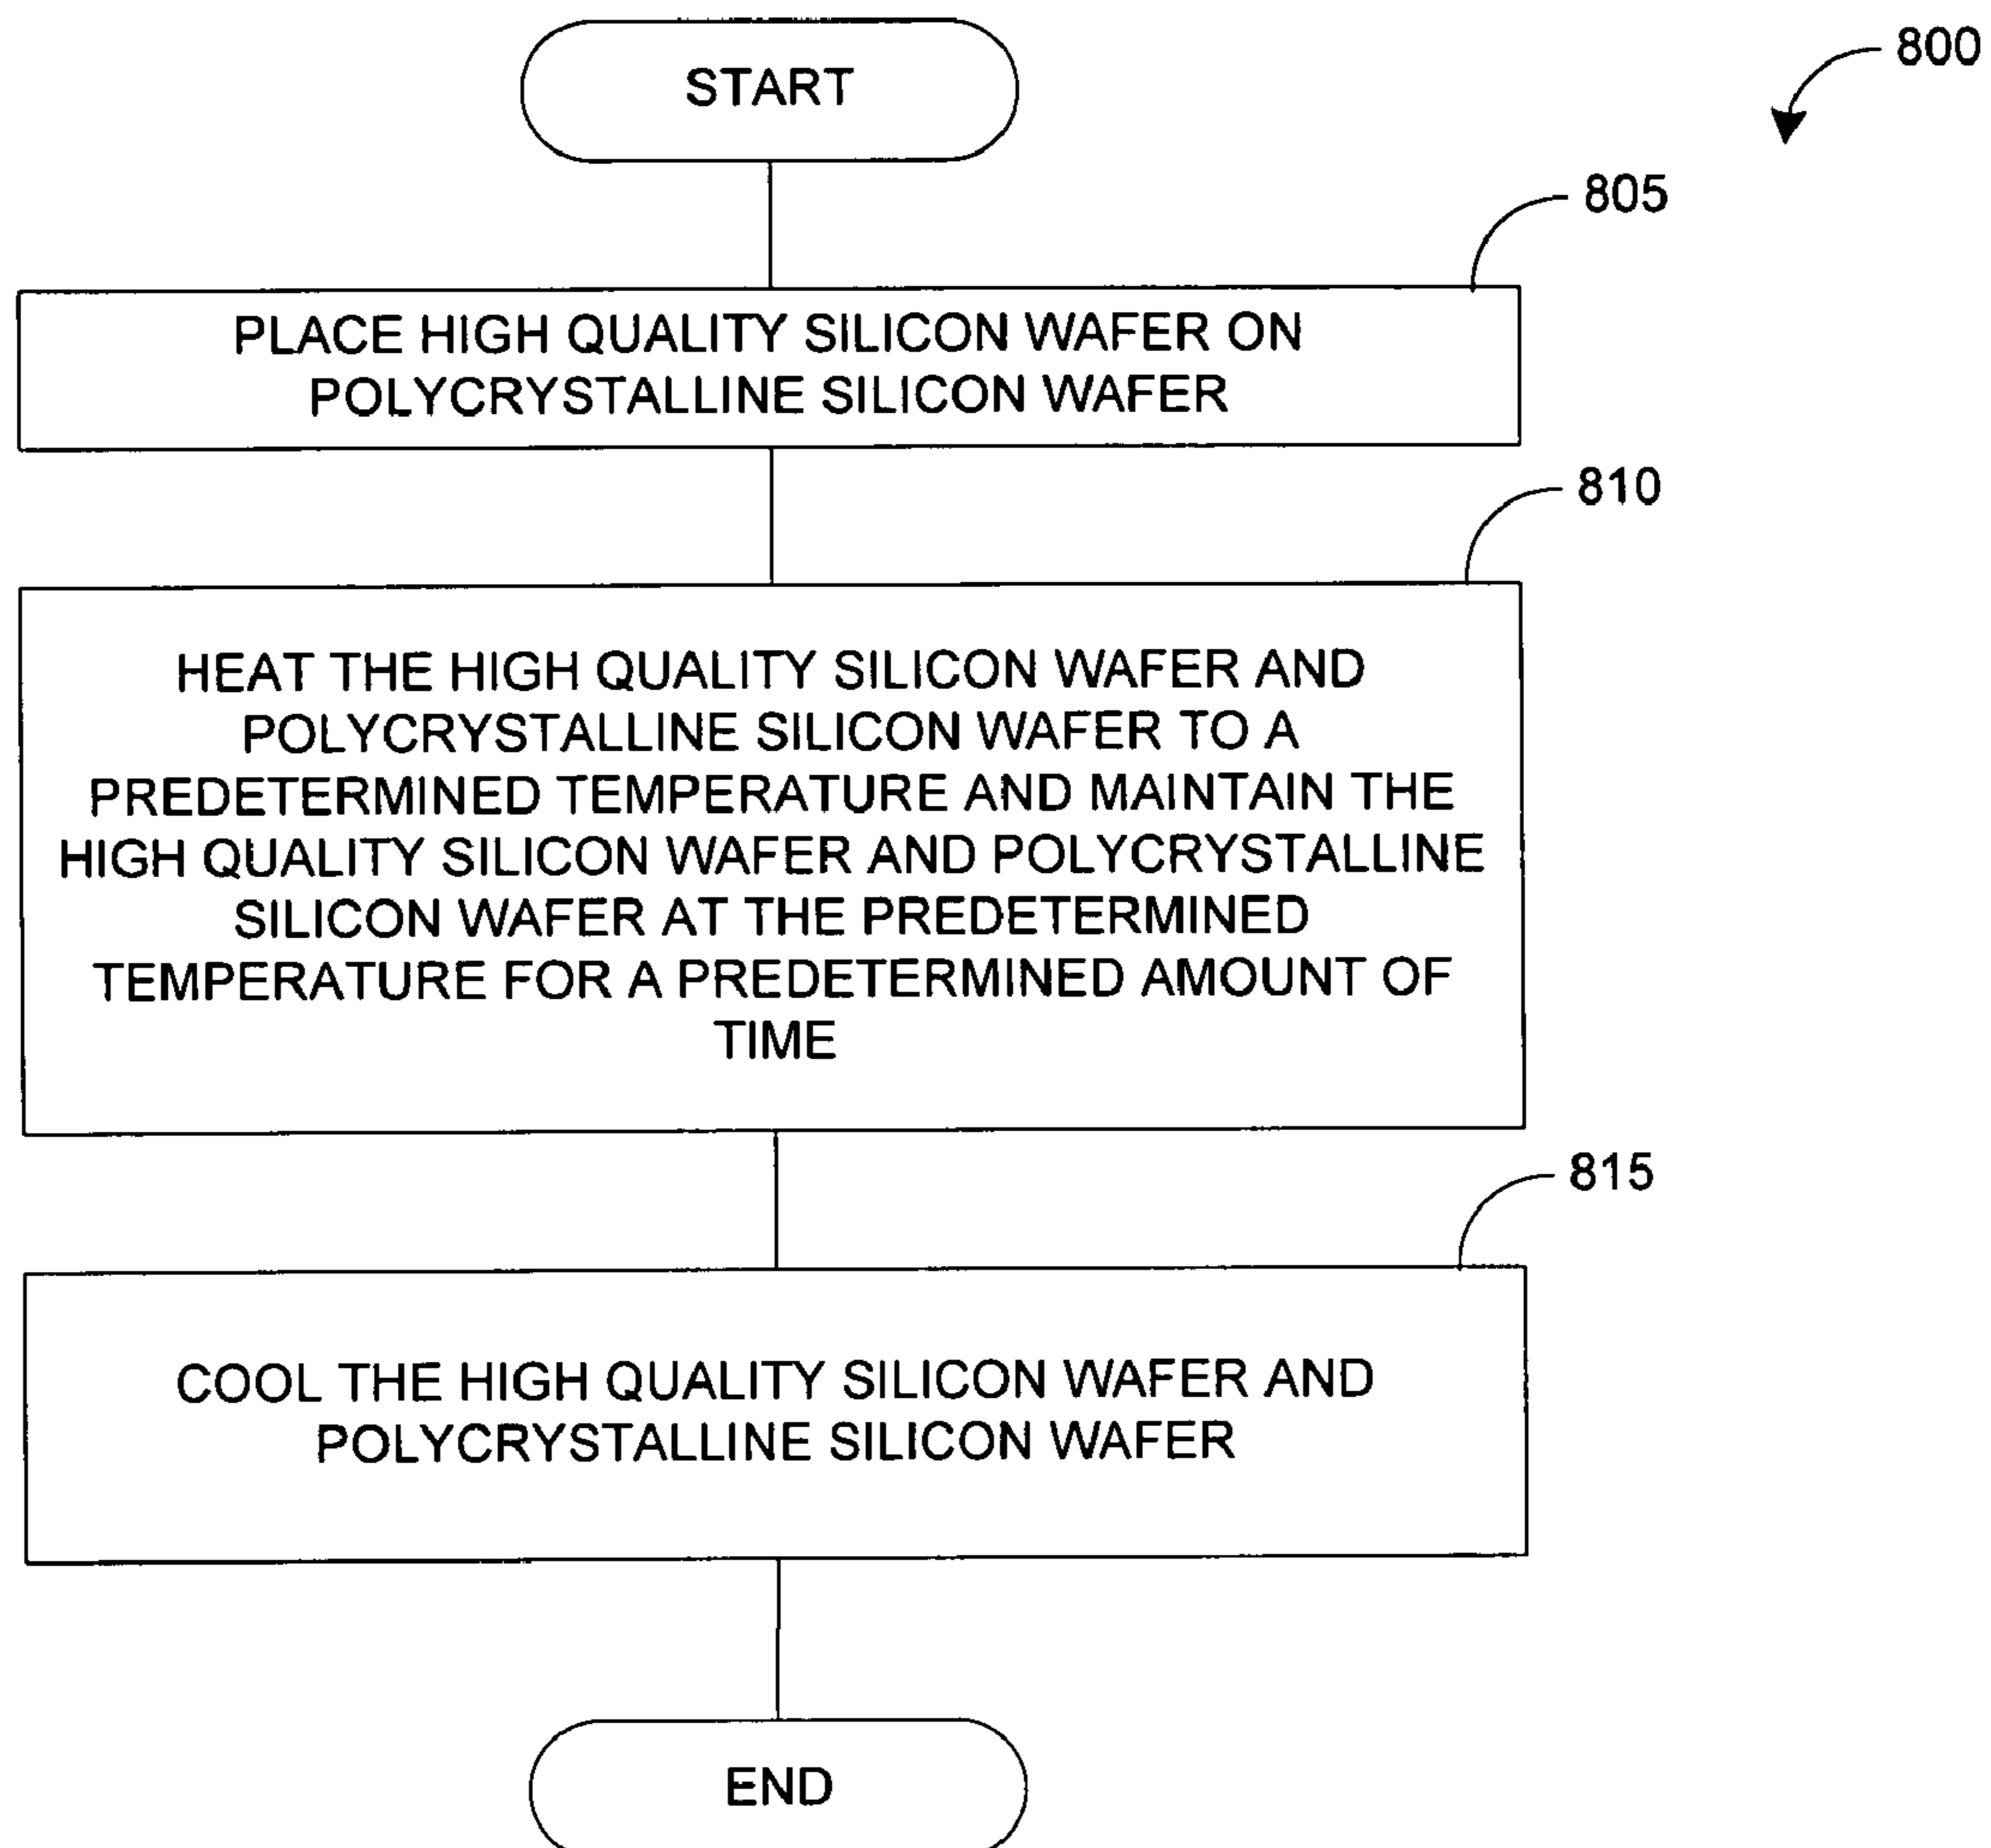 START
800
805
PLACE HIGH QUALITY SILICON WAFER ON
POLYCRYSTALLINE SILICON WAFER
810
HEAT THE HIGH QUALITY SILICON WAFER AND
POLYCRYSTALLINE SILICON WAFER TO A
PREDETERMINED TEMPERATURE AND MAINTAIN THE
HIGH QUALITY SILICON WAFER AND POLYCRYSTALLINE
SILICON WAFER AT THE PREDETERMINED
TEMPERATURE FOR A PREDETERMINED AMOUNT OF
TIME
815
COOL THE HIGH QUALITY SILICON WAFER AND
POLYCRYSTALLINE SILICON WAFER
END